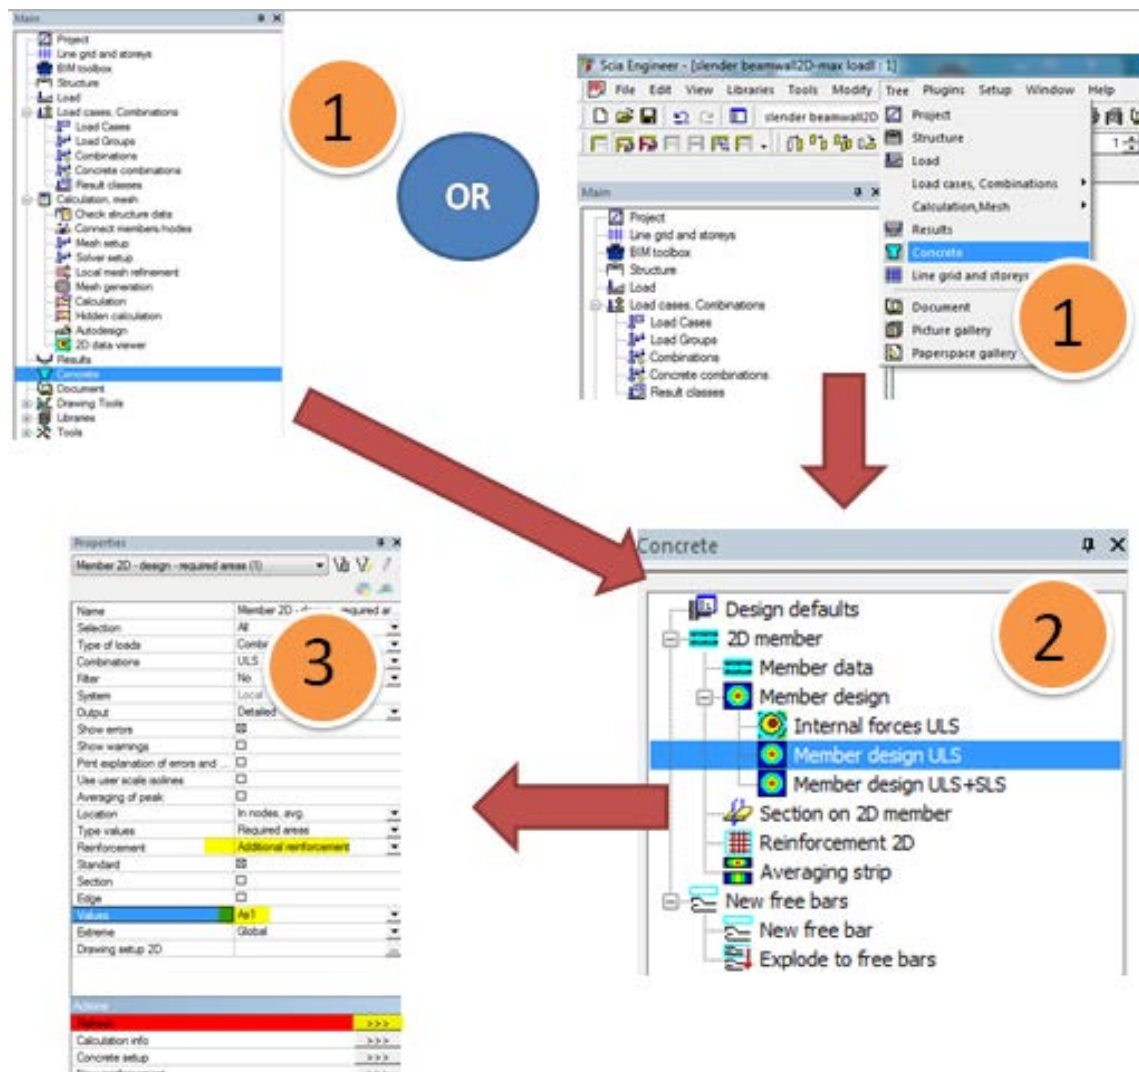 Main
Project
Line grid and storeys
BIM toolbox
Structure
Load
Load cases, Combinations
Load Cases
Load Groups
Combinations
Concrete combinations
Result classes
Calculation, mesh
Check structure data
Connect members/nodes
Mesh setup
Solver setup
Local mesh refinement
Mesh generation
Calculation
Hidden calculation
Autodesign
2D data viewer
Results
Concrete
Document
Drawing Tools
Libraries
Tools
1
OR
Scia Engineer - [slender beamwall2D-max loadl : 1]
File Edit View Libraries Tools Modify Tree Plugins Setup Window Help
slender beamwall2D
1
Project
Structure
Load
Load cases, Combinations
Calculation,Mesh
Results
Concrete
Line grid and storeys
Document
Picture gallery
Paperspace gallery
1
Main
Project
Line grid and storeys
BIM toolbox
Structure
Load
Load cases, Combinations
Load Cases
Load Groups
Combinations
Concrete combinations
Result classes
Concrete
Design defaults
2D member
Member data
Member design
Internal forces ULS
Member design ULS
Member design ULS+SLS
Section on 2D member
Reinforcement 2D
Averaging strip
New free bars
New free bar
Explode to free bars
2
Properties
Member 2D - design - required areas (1)
Name Member 2D - required ar...
Selection All
Type of loads
Combinations ULS
Filter No
System Local
Output Detailed
Show errors
Show warnings
Print explanation of errors and ...
Use user scale isolines
Averaging of peak
Location In nodes, avg.
Type values Required areas
Reinforcement Additional reinforcement
Standard
Section
Edge
Values As1
Extreme Global
Drawing setup 2D
3
Actions
Refresh >>>
Calculation info >>>
Concrete setup >>>
New reinforcement >>>